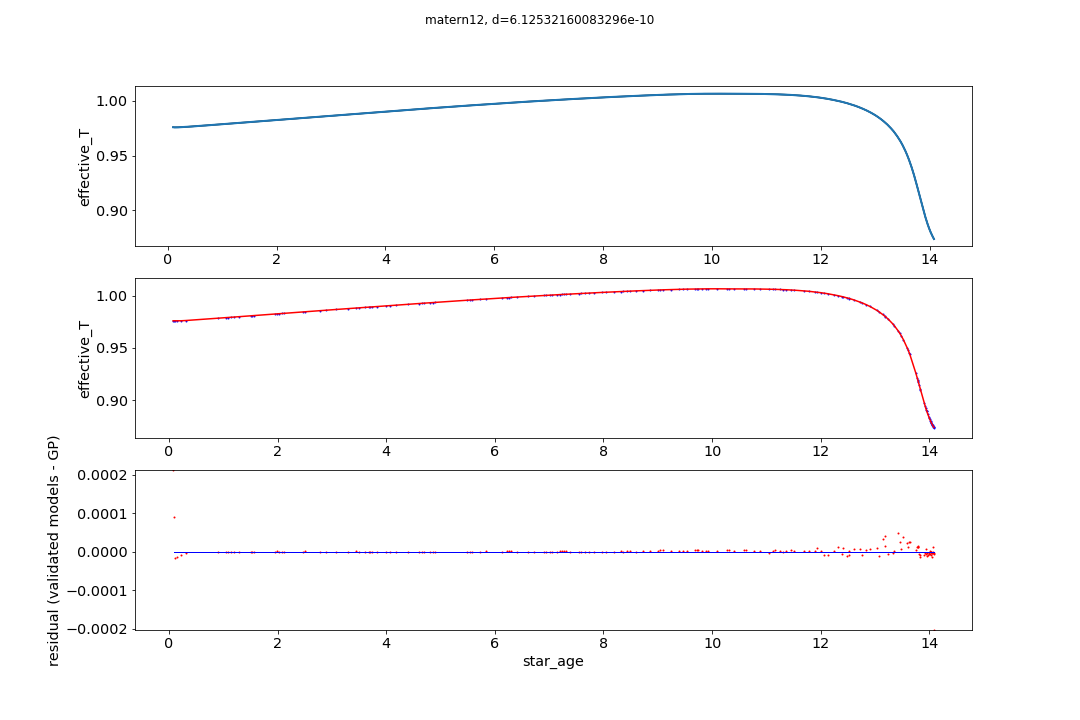 matern12, d=6.12532160083296e-10
effective_T
1.00
0.95
0.90
0 2 4 6 8 10 12 14
effective_T
1.00
0.95
0.90
0 2 4 6 8 10 12 14
residual (validated models - GP)
0.0002
0.0001
0.0000
−0.0001
−0.0002
0 2 4 6 8 10 12 14
star_age